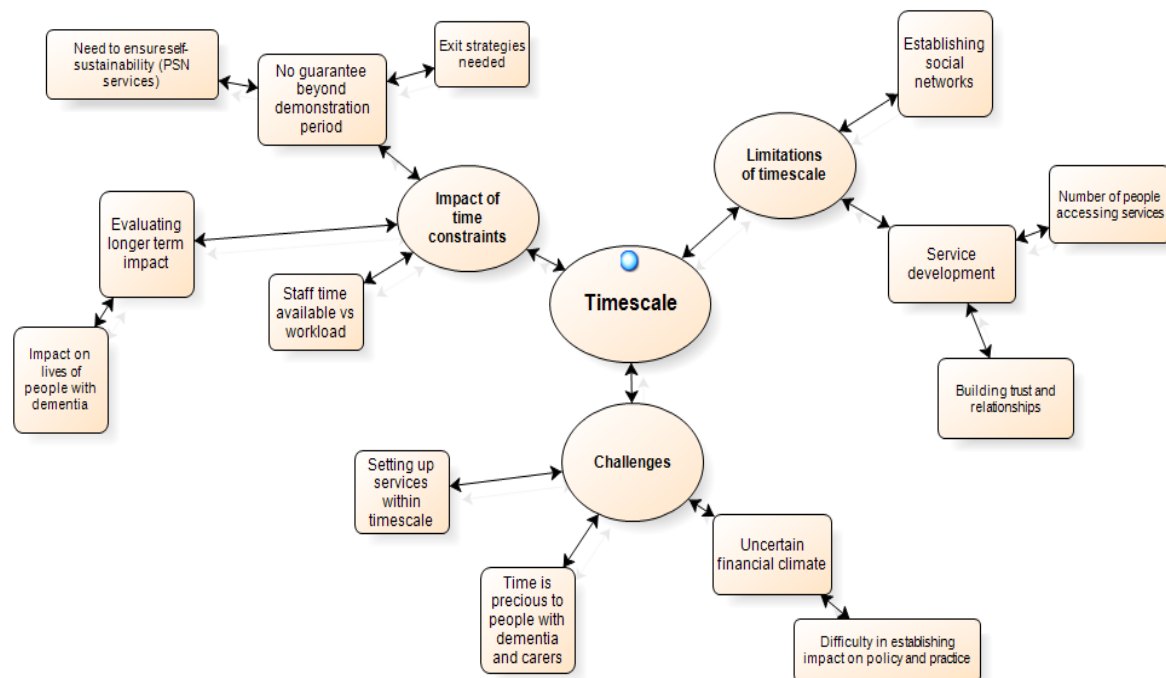 Need to ensure self-
sustainability (PSN
services)
No guarantee
beyond
demonstration
period
Exit strategies
needed
Establishing
social
networks
Limitations
of timescale
Number of people
accessing services
Service
development
Building trust and
relationships
Impact of
time
constraints
Evaluating
longer term
impact
Staff time
available vs
workload
Impact on
lives of
people with
dementia
Timescale
Challenges
Setting up
services
within
timescale
Time is
precious to
people with
dementia
and carers
Uncertain
financial climate
Difficulty in establishing
impact on policy and practice